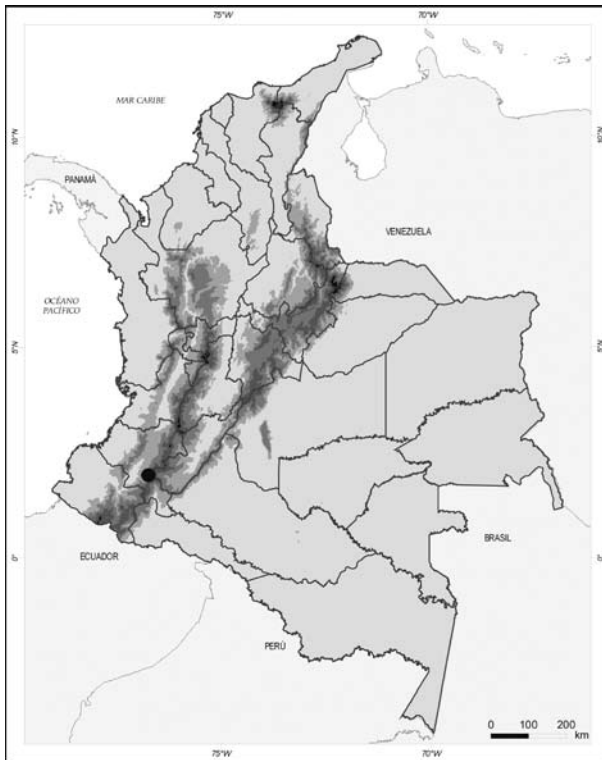 75°W 70°W
MAR CARIBE
10°N 10°N
PANAMÁ
VENEZUELA
OCÉANO
PACÍFICO
5°N 5°N
BRASIL
ECUADOR
0° 0°
PERÚ
0 100 200
km
75°W 70°W